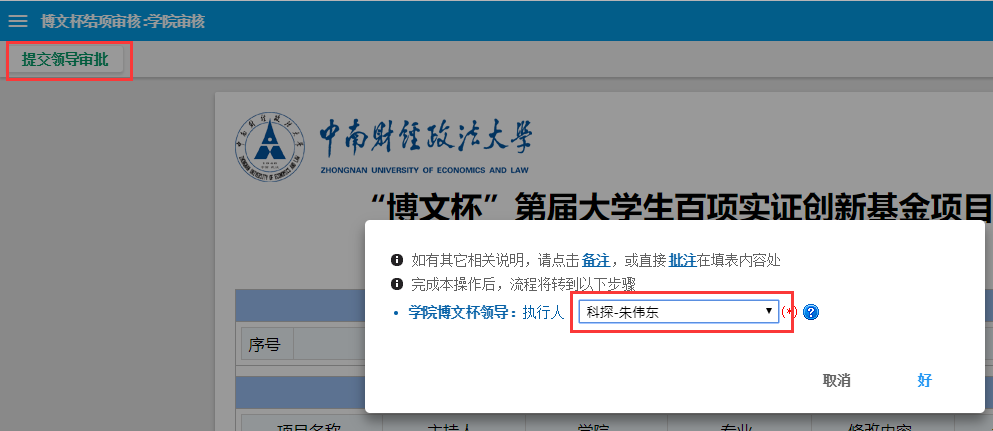 博文杯结项审核:学院审核
提交领导审批
中南财经政法大学
ZHONGNAN UNIVERSITY OF ECONOMICS AND LAW
“博文杯”第届大学生百项实证创新基金项目
如有其它相关说明，请点击备注，或直接批注在填表内容处
完成本操作后，流程将转到以下步骤
• 学院博文杯领导：执行人 科探-朱伟东 (*)
序号
取消 好
项目名称 主持人 学院 专业 修改内容